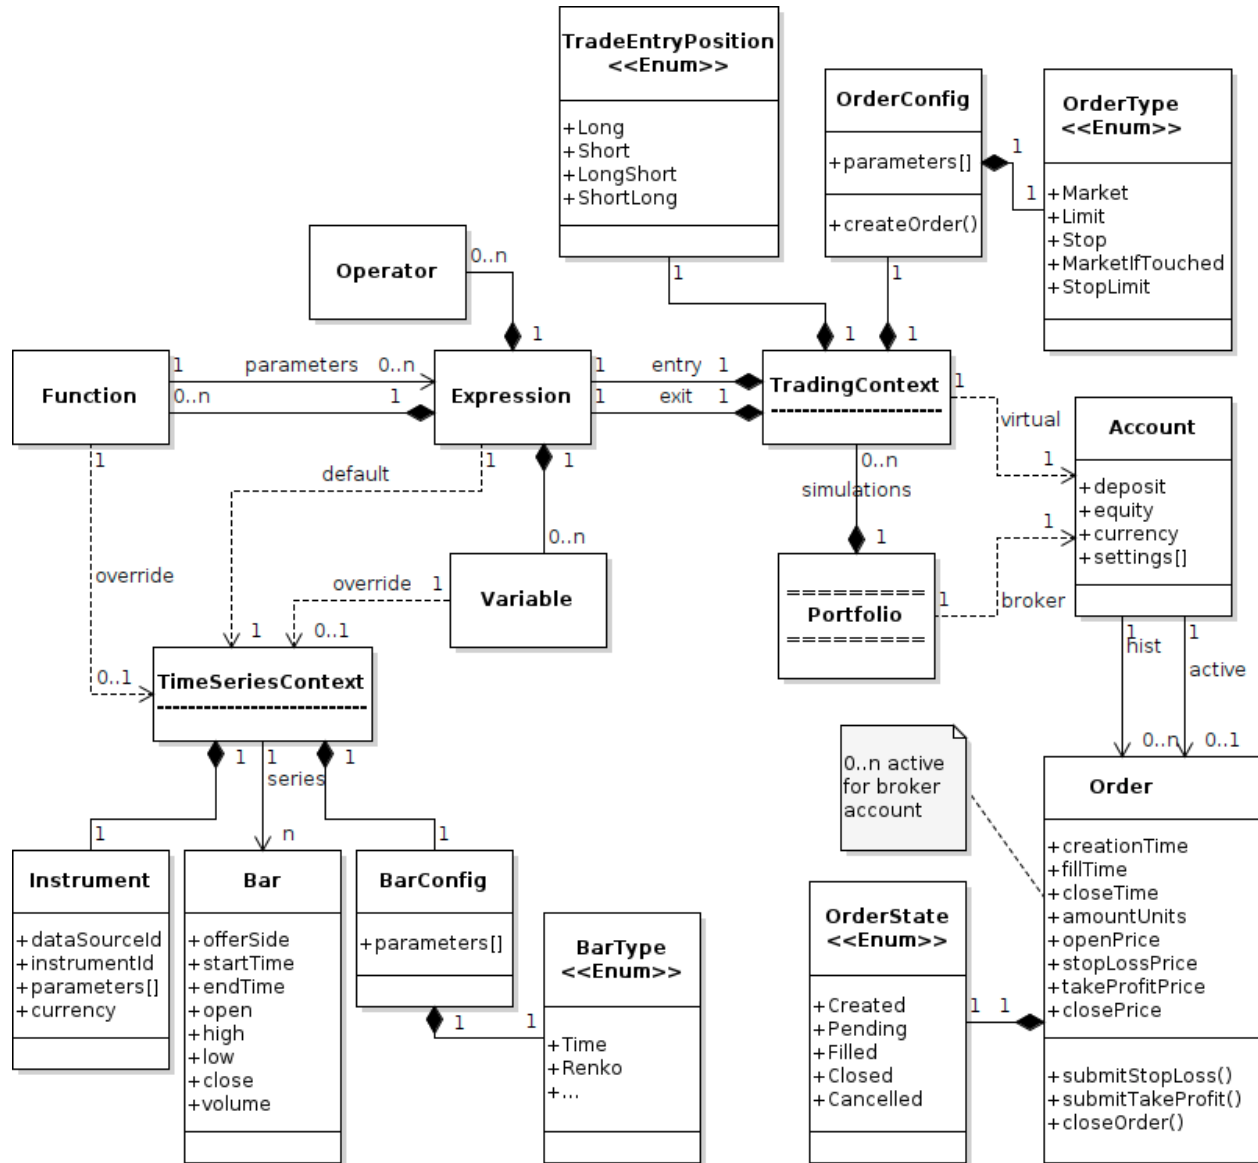 TradeEntryPosition
<<Enum>>
+Long
+Short
+LongShort
+ShortLong
1
OrderConfig
+parameters[]
+createOrder()
1
1
1
OrderType
<<Enum>>
+Market
+Limit
+Stop
+MarketIfTouched
+StopLimit
Operator
0..n
1
Function
1
parameters
0..n
0..n
1
1
Expression
1
entry
1
1
exit
1
1
1
1
1
TradingContext
-----------------------
1
virtual
1
0..n
simulations
1
=========
Portfolio
=========
1
broker
1
Account
+deposit
+equity
+currency
+settings[]
1
hist
0..n
1
active
0..1
default
override
0..n
Variable
override
1
0..1
1
0..1
TimeSeriesContext
---------------------------
1
1
series
1
1
n
1
Instrument
+dataSourceId
+instrumentId
+parameters[]
+currency
Bar
+offerSide
+startTime
+endTime
+open
+high
+low
+close
+volume
BarConfig
+parameters[]
1
1
BarType
<<Enum>>
+Time
+Renko
+...
0..n active
for broker
account
OrderState
<<Enum>>
+Created
+Pending
+Filled
+Closed
+Cancelled
1
1
Order
+creationTime
+fillTime
+closeTime
+amountUnits
+openPrice
+stopLossPrice
+takeProfitPrice
+closePrice
+submitStopLoss()
+submitTakeProfit()
+closeOrder()